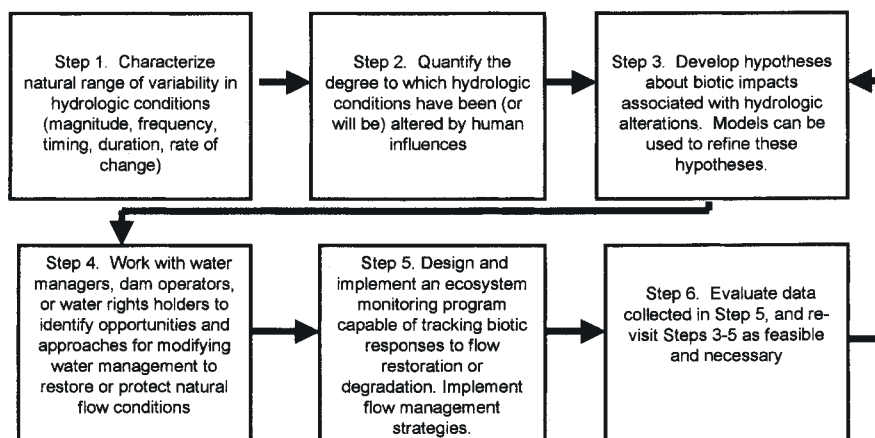 Step 1. Characterize
natural range of variability in
hydrologic conditions
(magnitude, frequency,
timing, duration, rate of
change)
Step 2. Quantify the
degree to which hydrologic
conditions have been (or
will be) altered by human
influences
Step 3. Develop hypotheses
about biotic impacts
associated with hydrologic
alterations. Models can be
used to refine these
hypotheses.
Step 4. Work with water
managers, dam operators,
or water rights holders to
identify opportunities and
approaches for modifying
water management to
restore or protect natural
flow conditions
Step 5. Design and
implement an ecosystem
monitoring program
capable of tracking biotic
responses to flow
restoration or
degradation. Implement
flow management
strategies.
Step 6. Evaluate data
collected in Step 5, and re-
visit Steps 3-5 as feasible
and necessary